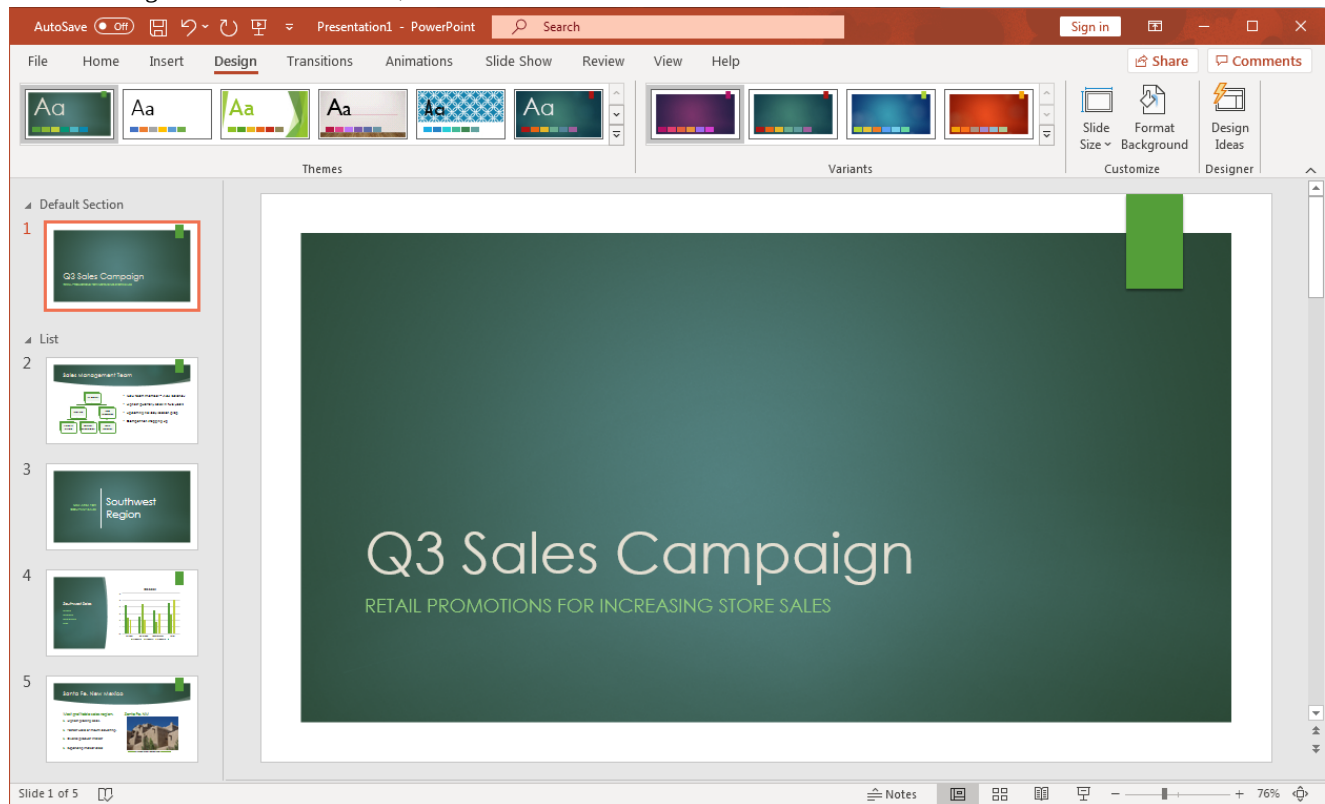 AutoSave Off Presentation1 - PowerPoint Search Sign in
File Home Insert Design Transitions Animations Slide Show Review View Help Share Comments
Aa Aa Aa Aa Aa Aa
Slide Size Format Background Design Ideas
Themes Variants Customize Designer
Default Section
1
Q3 Sales Campaign
List
2
Sales Management Team
3
Southwest
Region
4
Southwest Sales
5
Santa Fe, New Mexico
Q3 Sales Campaign
RETAIL PROMOTIONS FOR INCREASING STORE SALES
Slide 1 of 5 Notes 76%